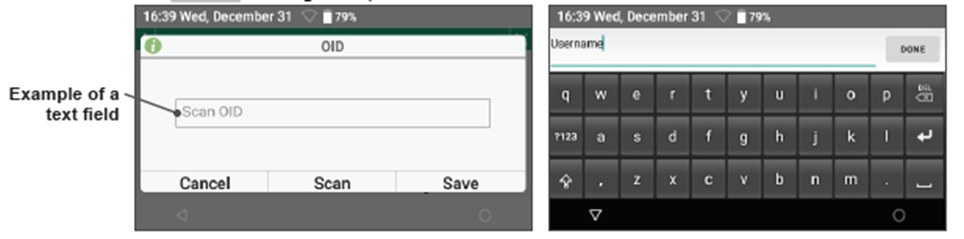 16:39 Wed, December 31 79%
OID
Example of a
text field
Scan OID
Cancel Scan Save
16:39 Wed, December 31 79%
Username
DONE
q w e r t y u i o p DEL
?123 a s d f g h j k l
, z x c v b n m .